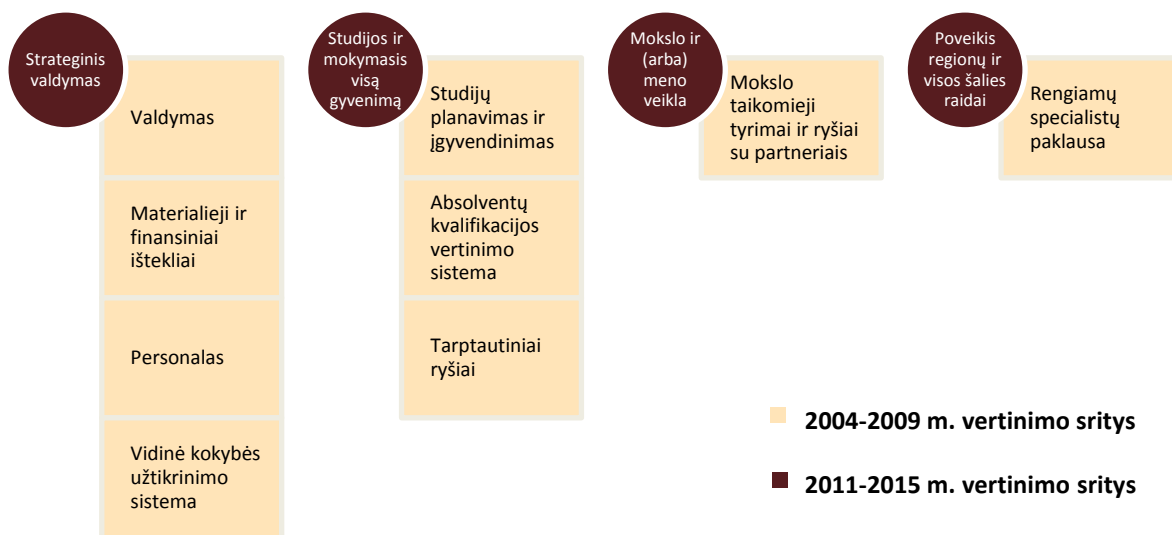 Strateginis
valdymas
Valdymas
Materialieji ir
finansiniai
ištekliai
Personalas
Vidinė kokybės
užtikrinimo
sistema
Studijos ir
mokymasis
visą
gyvenimą
Studijų
planavimas ir
įgyvendinimas
Absolventų
kvalifikacijos
vertinimo
sistema
Tarptautiniai
ryšiai
Mokslo ir
(arba)
meno
veikla
Mokslo
taikomieji
tyrimai ir ryšiai
su partneriais
Poveikis
regionų ir
visos šalies
raidai
Rengiamų
specialistų
paklausa
2004-2009 m. vertinimo sritys
2011-2015 m. vertinimo sritys